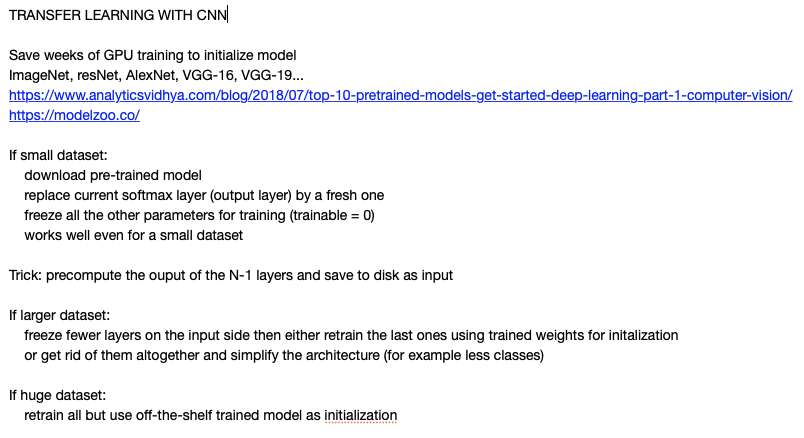 TRANSFER LEARNING WITH CNN
Save weeks of GPU training to initialize model
ImageNet, resNet, AlexNet, VGG-16, VGG-19...
https://www.analyticsvidhya.com/blog/2018/07/top-10-pretrained-models-get-started-deep-learning-part-1-computer-vision/
https://modelzoo.co/
If small dataset:
download pre-trained model
replace current softmax layer (output layer) by a fresh one
freeze all the other parameters for training (trainable = 0)
works well even for a small dataset
Trick: precompute the ouput of the N-1 layers and save to disk as input
If larger dataset:
freeze fewer layers on the input side then either retrain the last ones using trained weights for initalization
or get rid of them altogether and simplify the architecture (for example less classes)
If huge dataset:
retrain all but use off-the-shelf trained model as initialization